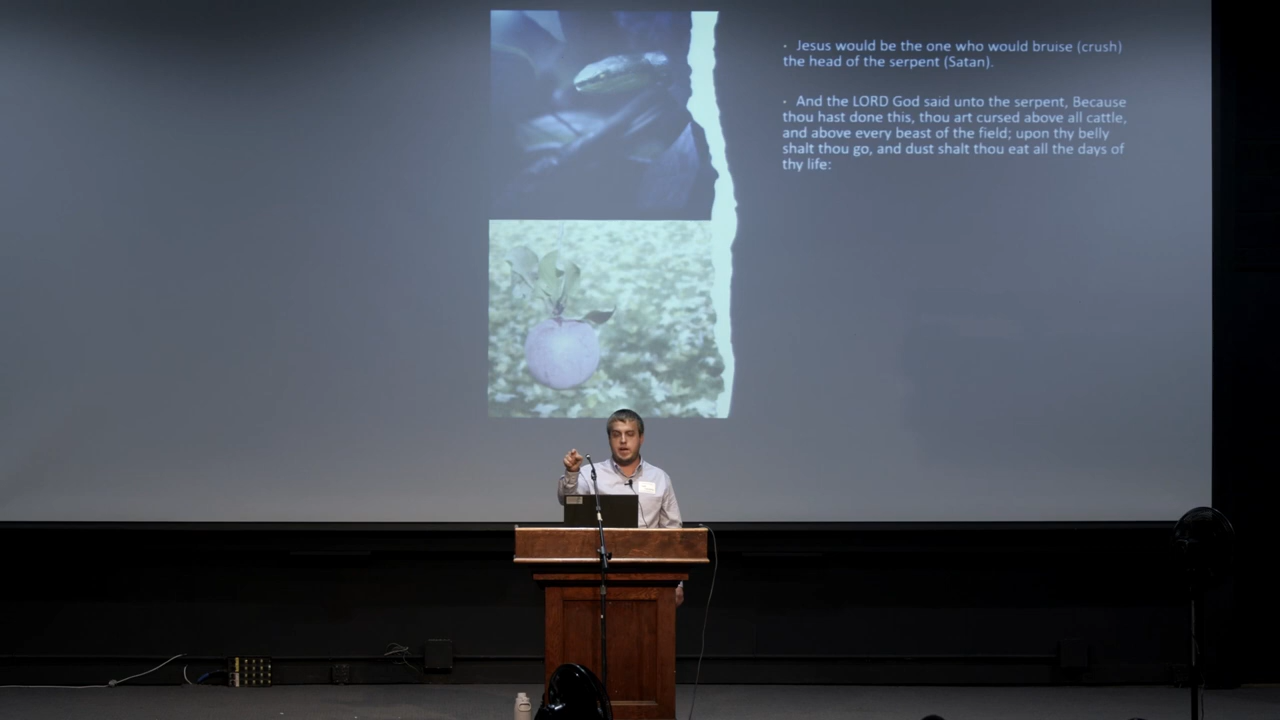 · Jesus would be the one who would bruise (crush)
the head of the serpent (Satan).
· And the LORD God said unto the serpent, Because
thou hast done this, thou art cursed above all cattle,
and above every beast of the field; upon thy belly
shalt thou go, and dust shalt thou eat all the days of
thy life: